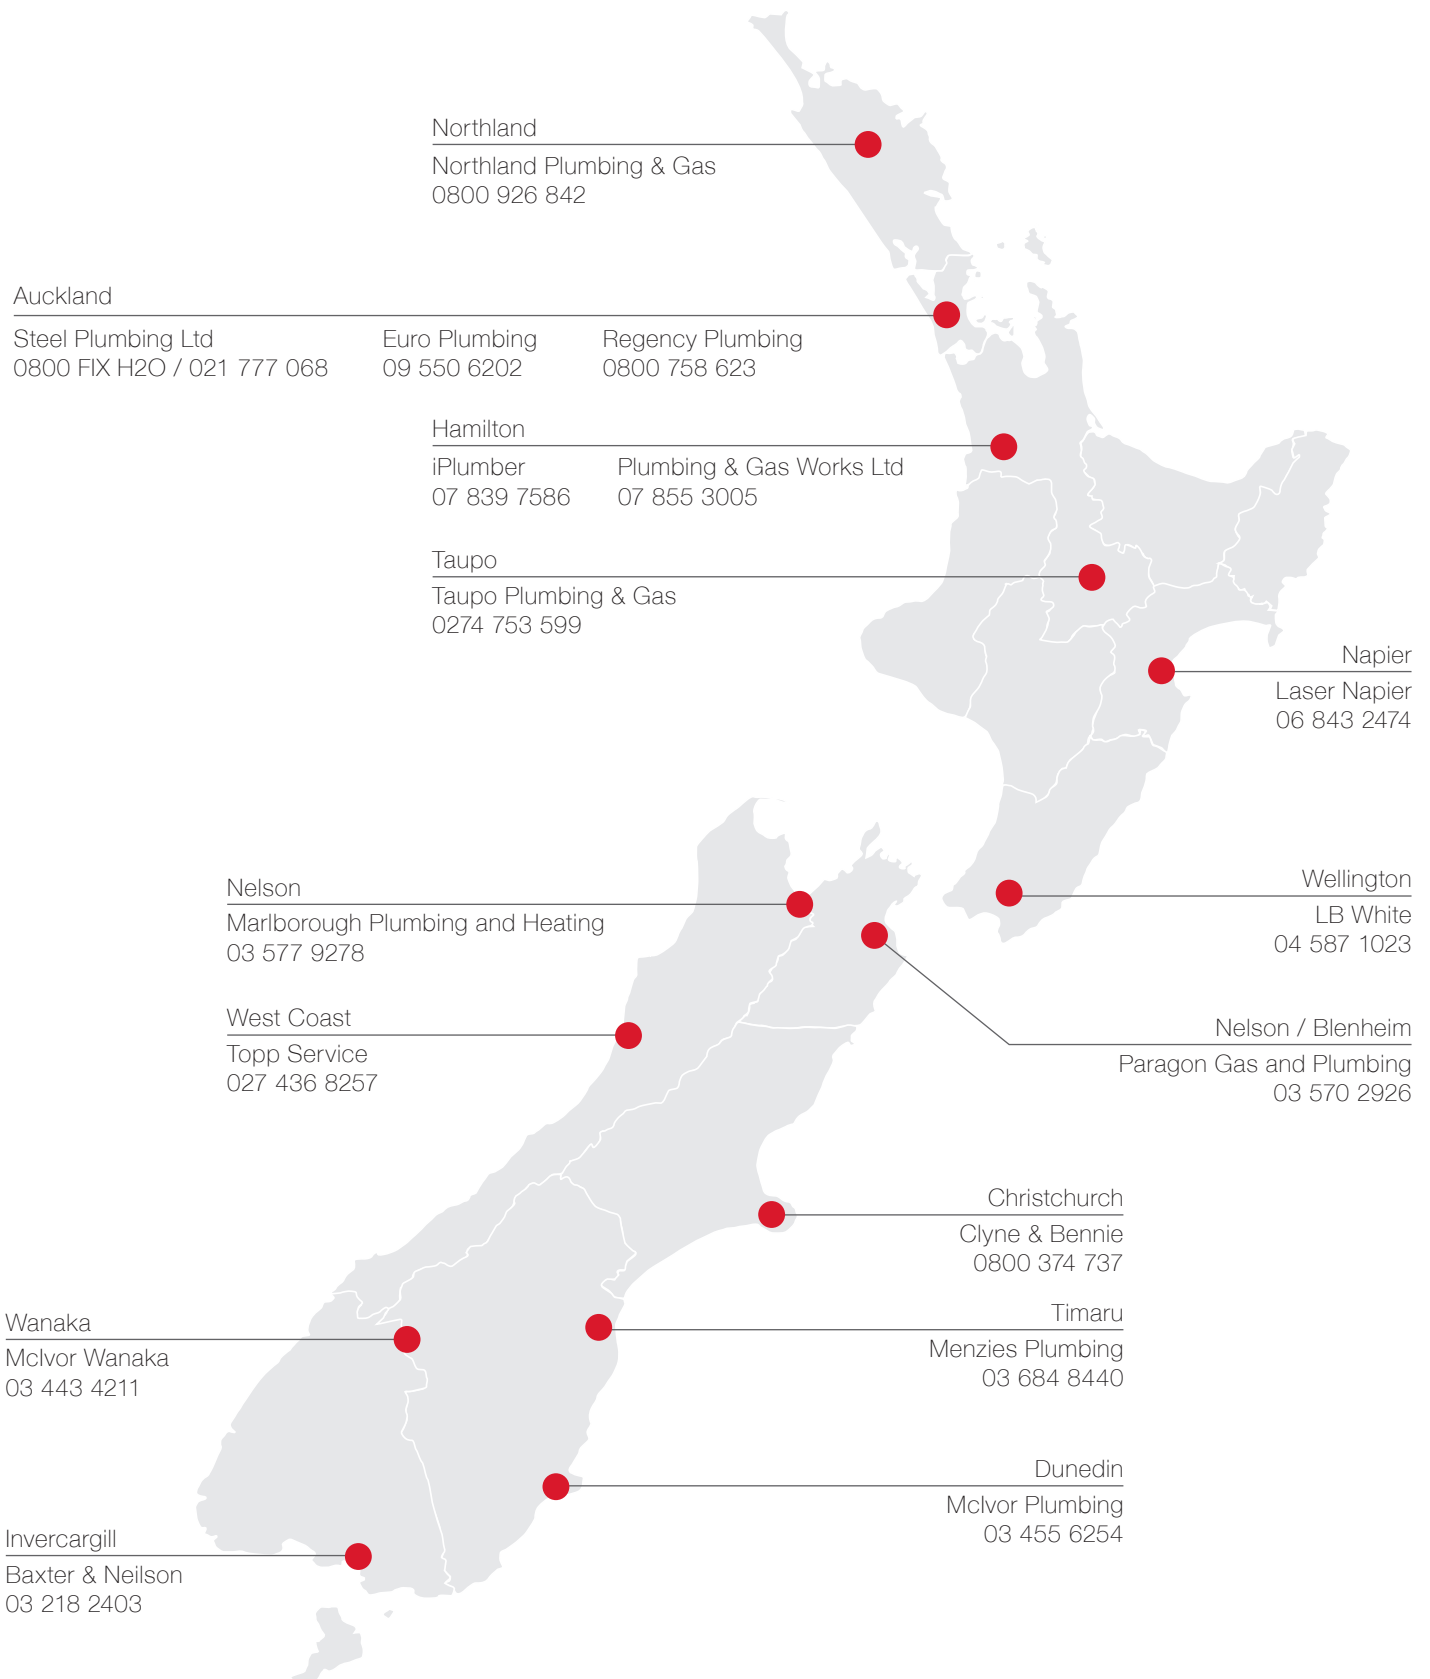 Northland
Northland Plumbing & Gas
0800 926 842
Auckland
Steel Plumbing Ltd
0800 FIX H2O / 021 777 068
Euro Plumbing
09 550 6202
Regency Plumbing
0800 758 623
Hamilton
iPlumber
07 839 7586
Plumbing & Gas Works Ltd
07 855 3005
Taupo
Taupo Plumbing & Gas
0274 753 599
Napier
Laser Napier
06 843 2474
Wellington
LB White
04 587 1023
Nelson
Marlborough Plumbing and Heating
03 577 9278
West Coast
Topp Service
027 436 8257
Nelson / Blenheim
Paragon Gas and Plumbing
03 570 2926
Christchurch
Clyne & Bennie
0800 374 737
Timaru
Menzies Plumbing
03 684 8440
Wanaka
McIvor Wanaka
03 443 4211
Dunedin
McIvor Plumbing
03 455 6254
Invercargill
Baxter & Neilson
03 218 2403